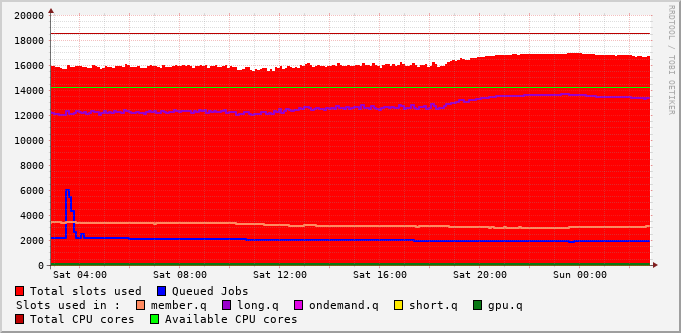 20000
18000
16000
14000
12000
10000
8000
6000
4000
2000
0
Sat 04:00 Sat 08:00 Sat 12:00 Sat 16:00 Sat 20:00 Sun 00:00
RRDTOOL / TOBI OETIKER
Total slots used Queued Jobs
Slots used in : member.q long.q ondemand.q short.q gpu.q
Total CPU cores Available CPU cores